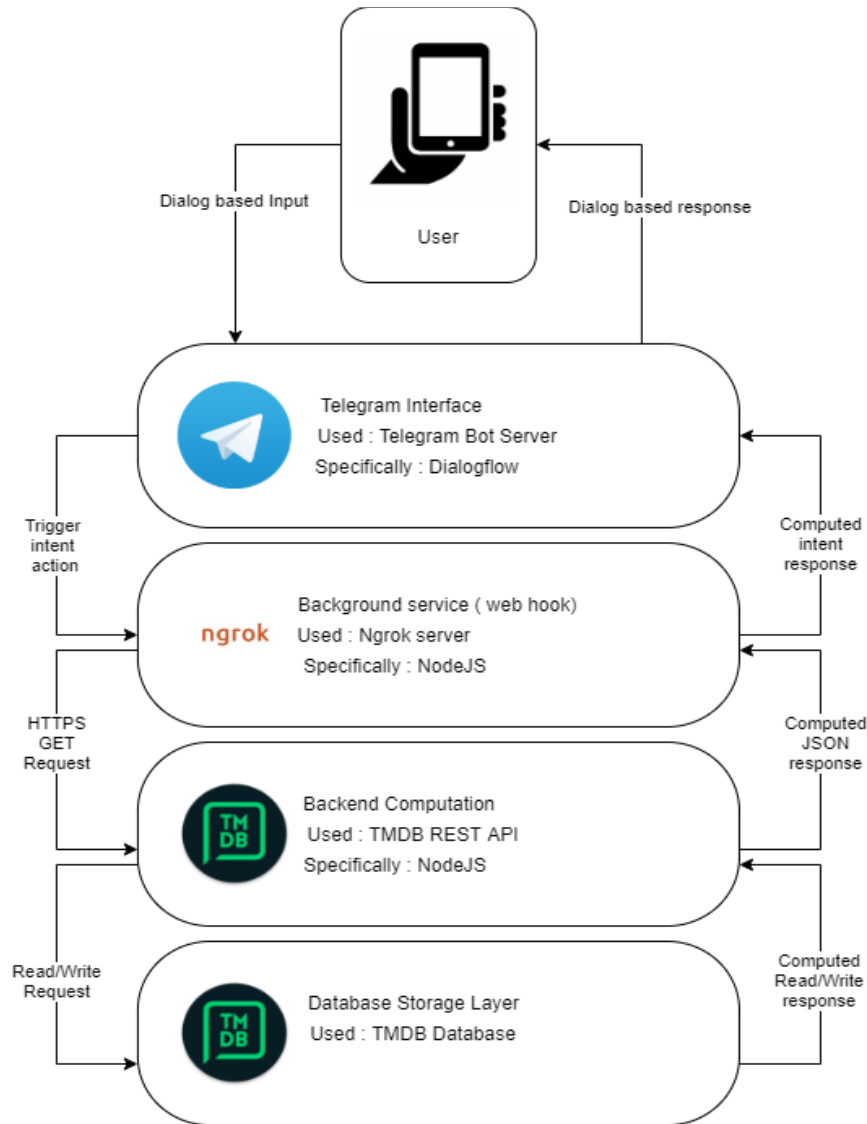 User
Dialog based Input
Dialog based response
Telegram Interface
Used : Telegram Bot Server
Specifically : Dialogflow
Trigger
intent
action
Computed
intent
response
ngrok
Background service ( web hook)
Used : Ngrok server
Specifically : NodeJS
HTTPS
GET
Request
Computed
JSON
response
TM
DB
Backend Computation
Used : TMDB REST API
Specifically : NodeJS
Read/Write
Request
Computed
Read/Write
response
TM
DB
Database Storage Layer
Used : TMDB Database